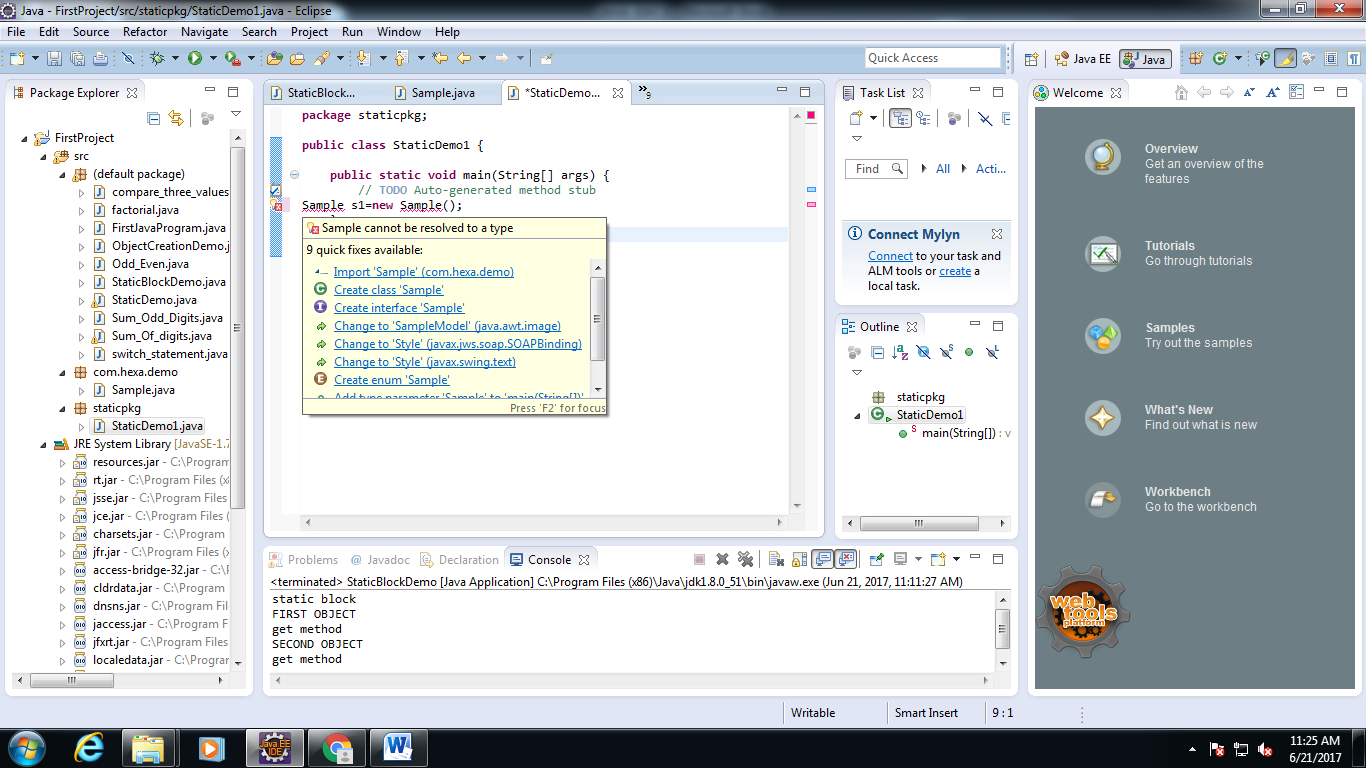 Java - FirstProject/src/staticpkg/StaticDemo1.java - Eclipse
File Edit Source Refactor Navigate Search Project Run Window Help
Quick Access
Java EE
Java
Package Explorer
FirstProject
src
(default package)
compare_three_values
factorial.java
FirstJavaProgram.java
ObjectCreationDemo.j
Odd_Even.java
StaticBlockDemo.java
StaticDemo.java
Sum_Odd_Digits.java
Sum_Of_digits.java
switch_statement.java
com.hexa.demo
Sample.java
staticpkg
StaticDemo1.java
JRE System Library [JavaSE-1.7
resources.jar - C:\Program
rt.jar - C:\Program Files (x
jsse.jar - C:\Program Files
jce.jar - C:\Program Files (
charsets.jar - C:\Program
jfr.jar - C:\Program Files (x
access-bridge-32.jar - C:\
cldrdata.jar - C:\Program
dnsns.jar - C:\Program Fil
jaccess.jar - C:\Program F
jfxrt.jar - C:\Program Files
localedata.jar - C:\Prograr
StaticBlock...
Sample.java
*StaticDemo...
»9
package staticpkg;
public class StaticDemo1 {
public static void main(String[] args) {
// TODO Auto-generated method stub
Sample s1=new Sample();
Sample cannot be resolved to a type
9 quick fixes available:
Import 'Sample' (com.hexa.demo)
Create class 'Sample'
Create interface 'Sample'
Change to 'SampleModel' (java.awt.image)
Change to 'Style' (javax.jws.soap.SOAPBinding)
Change to 'Style' (javax.swing.text)
Create enum 'Sample'
Add type parameter 'Sample' to 'main(String[])'
Press 'F2' for focus
Problems
@ Javadoc
Declaration
Console
<terminated> StaticBlockDemo [Java Application] C:\Program Files (x86)\Java\jdk1.8.0_51\bin\javaw.exe (Jun 21, 2017, 11:11:27 AM)
static block
FIRST OBJECT
get method
SECOND OBJECT
get method
Task List
Find
All
Acti...
Connect Mylyn
Connect to your task and
ALM tools or create a
local task.
Outline
staticpkg
StaticDemo1
main(String[]) : v
Welcome
Overview
Get an overview of the
features
Tutorials
Go through tutorials
Samples
Try out the samples
What's New
Find out what is new
Workbench
Go to the workbench
web
tools
platform
Writable
Smart Insert
9 : 1
Java EE
IDE
11:25 AM
6/21/2017